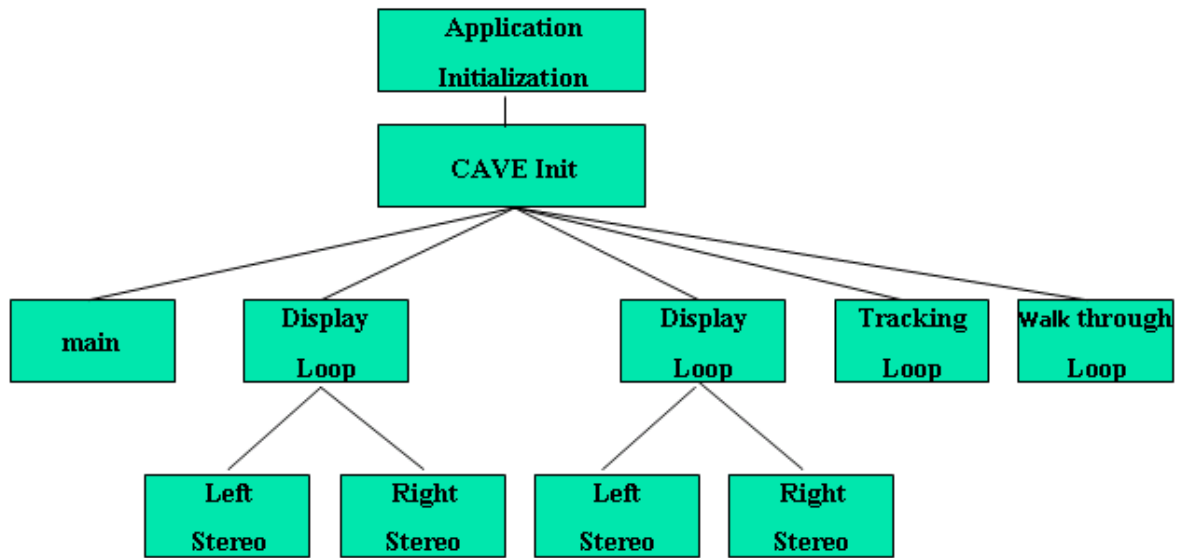 Application
Initialization
CAVE Init
main
Display
Loop
Display
Loop
Tracking
Loop
Walk through
Loop
Left
Stereo
Right
Stereo
Left
Stereo
Right
Stereo